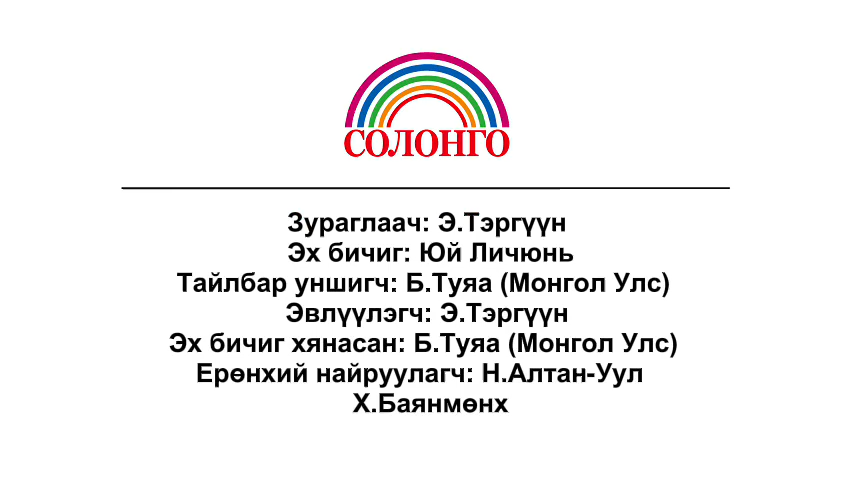 СОЛОНГО
Зураглаач: Э.Тэргүүн
Эх бичиг: Юй Личюнь
Тайлбар уншигч: Б.Туяа (Монгол Улс)
Эвлүүлэгч: Э.Тэргүүн
Эх бичиг хянасан: Б.Туяа (Монгол Улс)
Ерөнхий найруулагч: Н.Алтан-Уул
Х.Баянмөнх